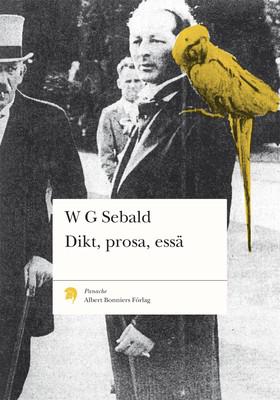 W G Sebald
Dikt, prosa, essä
Panache
Albert Bonniers Förlag